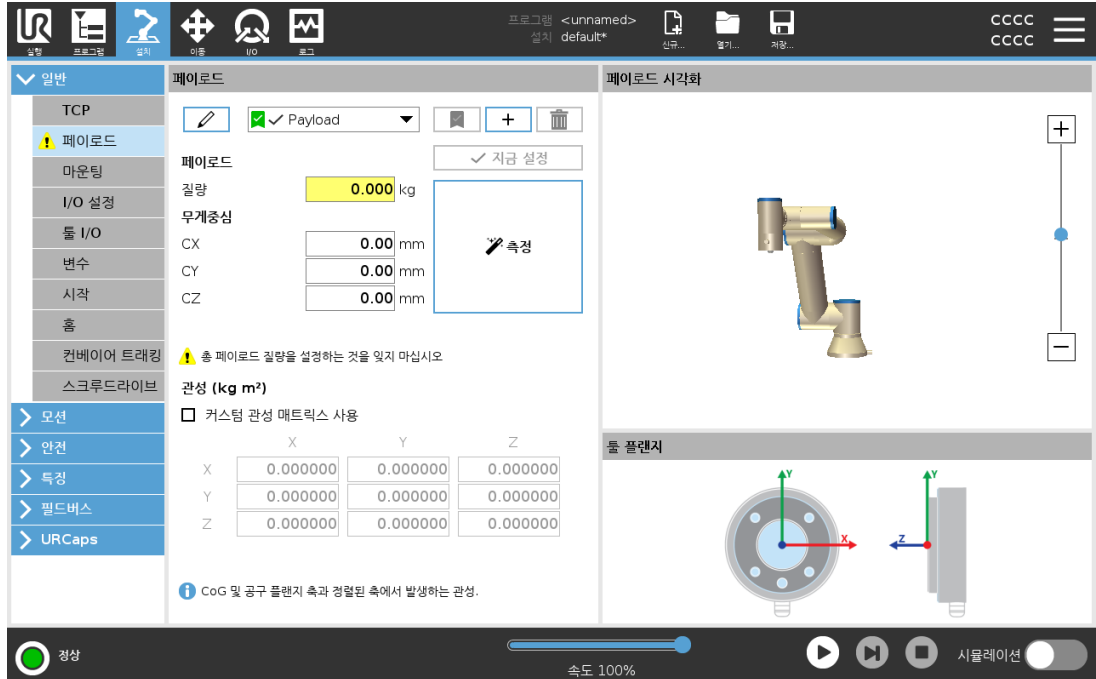 프로그램 <unnamed>
설치 default*
cccc
cccc
실행 프로그램 설치 이동 I/O 로그 신규... 열기... 저장...
일반
TCP
페이로드
마운팅
I/O 설정
툴 I/O
변수
시작
홈
컨베이어 트래킹
스크루드라이브
모션
안전
특징
필드버스
URCaps
페이로드
Payload
페이로드
지금 설정
질량 0.000 kg
무게중심
CX 0.00 mm
CY 0.00 mm
CZ 0.00 mm
측정
총 페이로드 질량을 설정하는 것을 잊지 마십시오
관성 (kg m²)
커스텀 관성 매트릭스 사용
X Y Z
X 0.000000 0.000000 0.000000
Y 0.000000 0.000000 0.000000
Z 0.000000 0.000000 0.000000
CoG 및 공구 플랜지 축과 정렬된 축에서 발생하는 관성.
페이로드 시각화
툴 플랜지
Y
X
Y
Z
정상
속도 100%
시뮬레이션